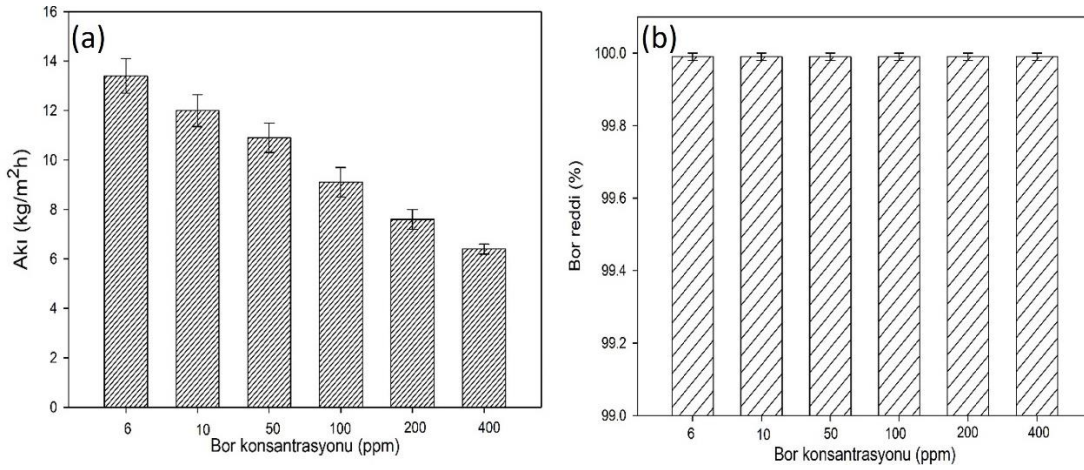 (a)
Akı (kg/m²h)
16
14
12
10
8
6
4
2
0
6 10 50 100 200 400
Bor konsantrasyonu (ppm)
(b)
Bor reddi (%)
100.0
99.8
99.6
99.4
99.2
99.0
6 10 50 100 200 400
Bor konsantrasyonu (ppm)